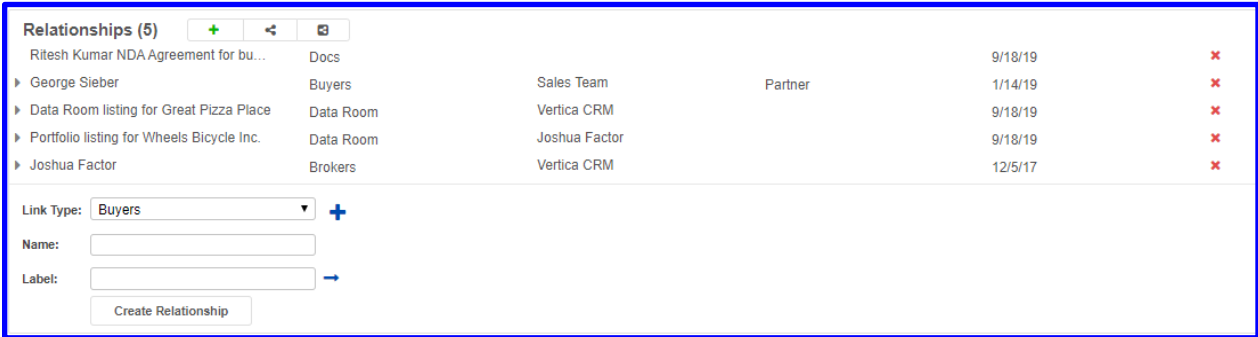 Relationships (5)
Ritesh Kumar NDA Agreement for bu... Docs 9/18/19
George Sieber Buyers Sales Team Partner 1/14/19
Data Room listing for Great Pizza Place Data Room Vertica CRM 9/18/19
Portfolio listing for Wheels Bicycle Inc. Data Room Joshua Factor 9/18/19
Joshua Factor Brokers Vertica CRM 12/5/17
Link Type: Buyers
Name:
Label:
Create Relationship